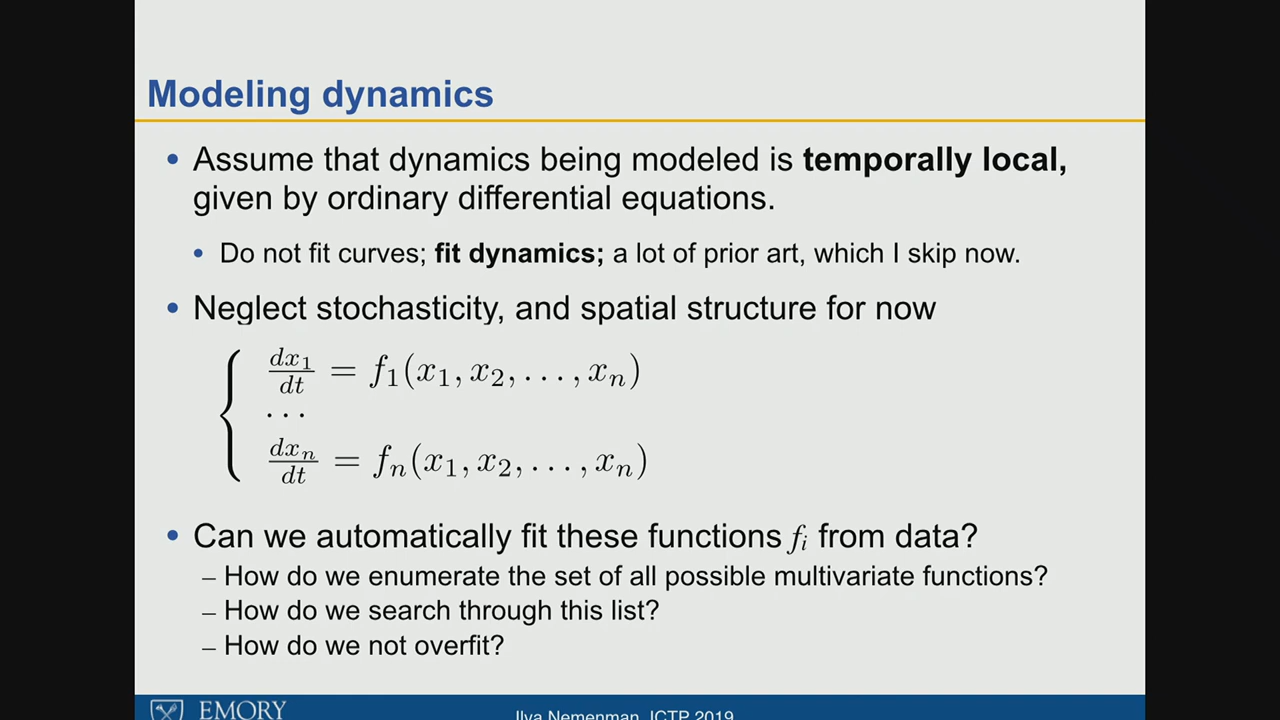 Modeling dynamics
• Assume that dynamics being modeled is temporally local,
given by ordinary differential equations.
• Do not fit curves; fit dynamics; a lot of prior art, which I skip now.
• Neglect stochasticity, and spatial structure for now
dx₁/dt = f₁(x₁, x₂, . . . , xₙ)
· · ·
dxₙ/dt = fₙ(x₁, x₂, . . . , xₙ)
• Can we automatically fit these functions fᵢ from data?
– How do we enumerate the set of all possible multivariate functions?
– How do we search through this list?
– How do we not overfit?
EMORY
Ilya Nemenman, ICTP 2019